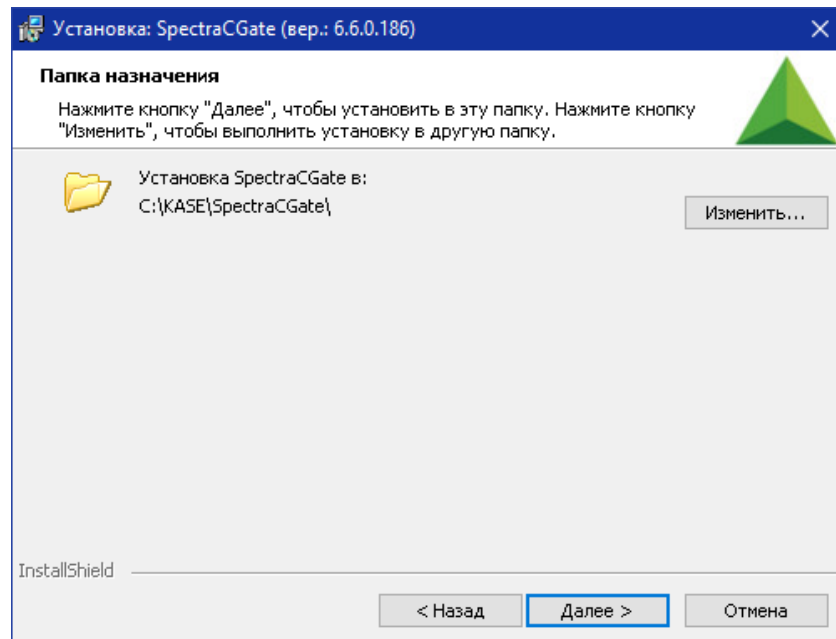 Установка: SpectraCGate (вер.: 6.6.0.186)
Папка назначения
Нажмите кнопку "Далее", чтобы установить в эту папку. Нажмите кнопку
"Изменить", чтобы выполнить установку в другую папку.
Установка SpectraCGate в:
C:\KASE\SpectraCGate\
Изменить...
InstallShield
< Назад
Далее >
Отмена